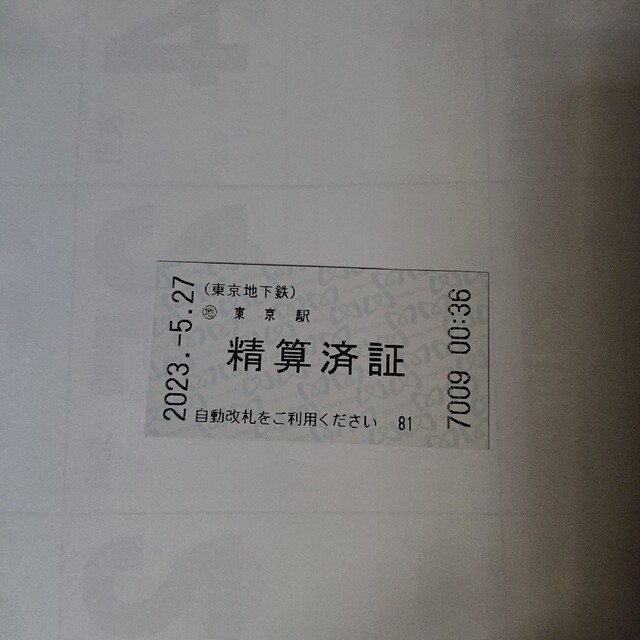 2023.-5.27
(東京地下鉄)
㊞ 東京駅
精算済証
自動改札をご利用ください 81
7009 00:36